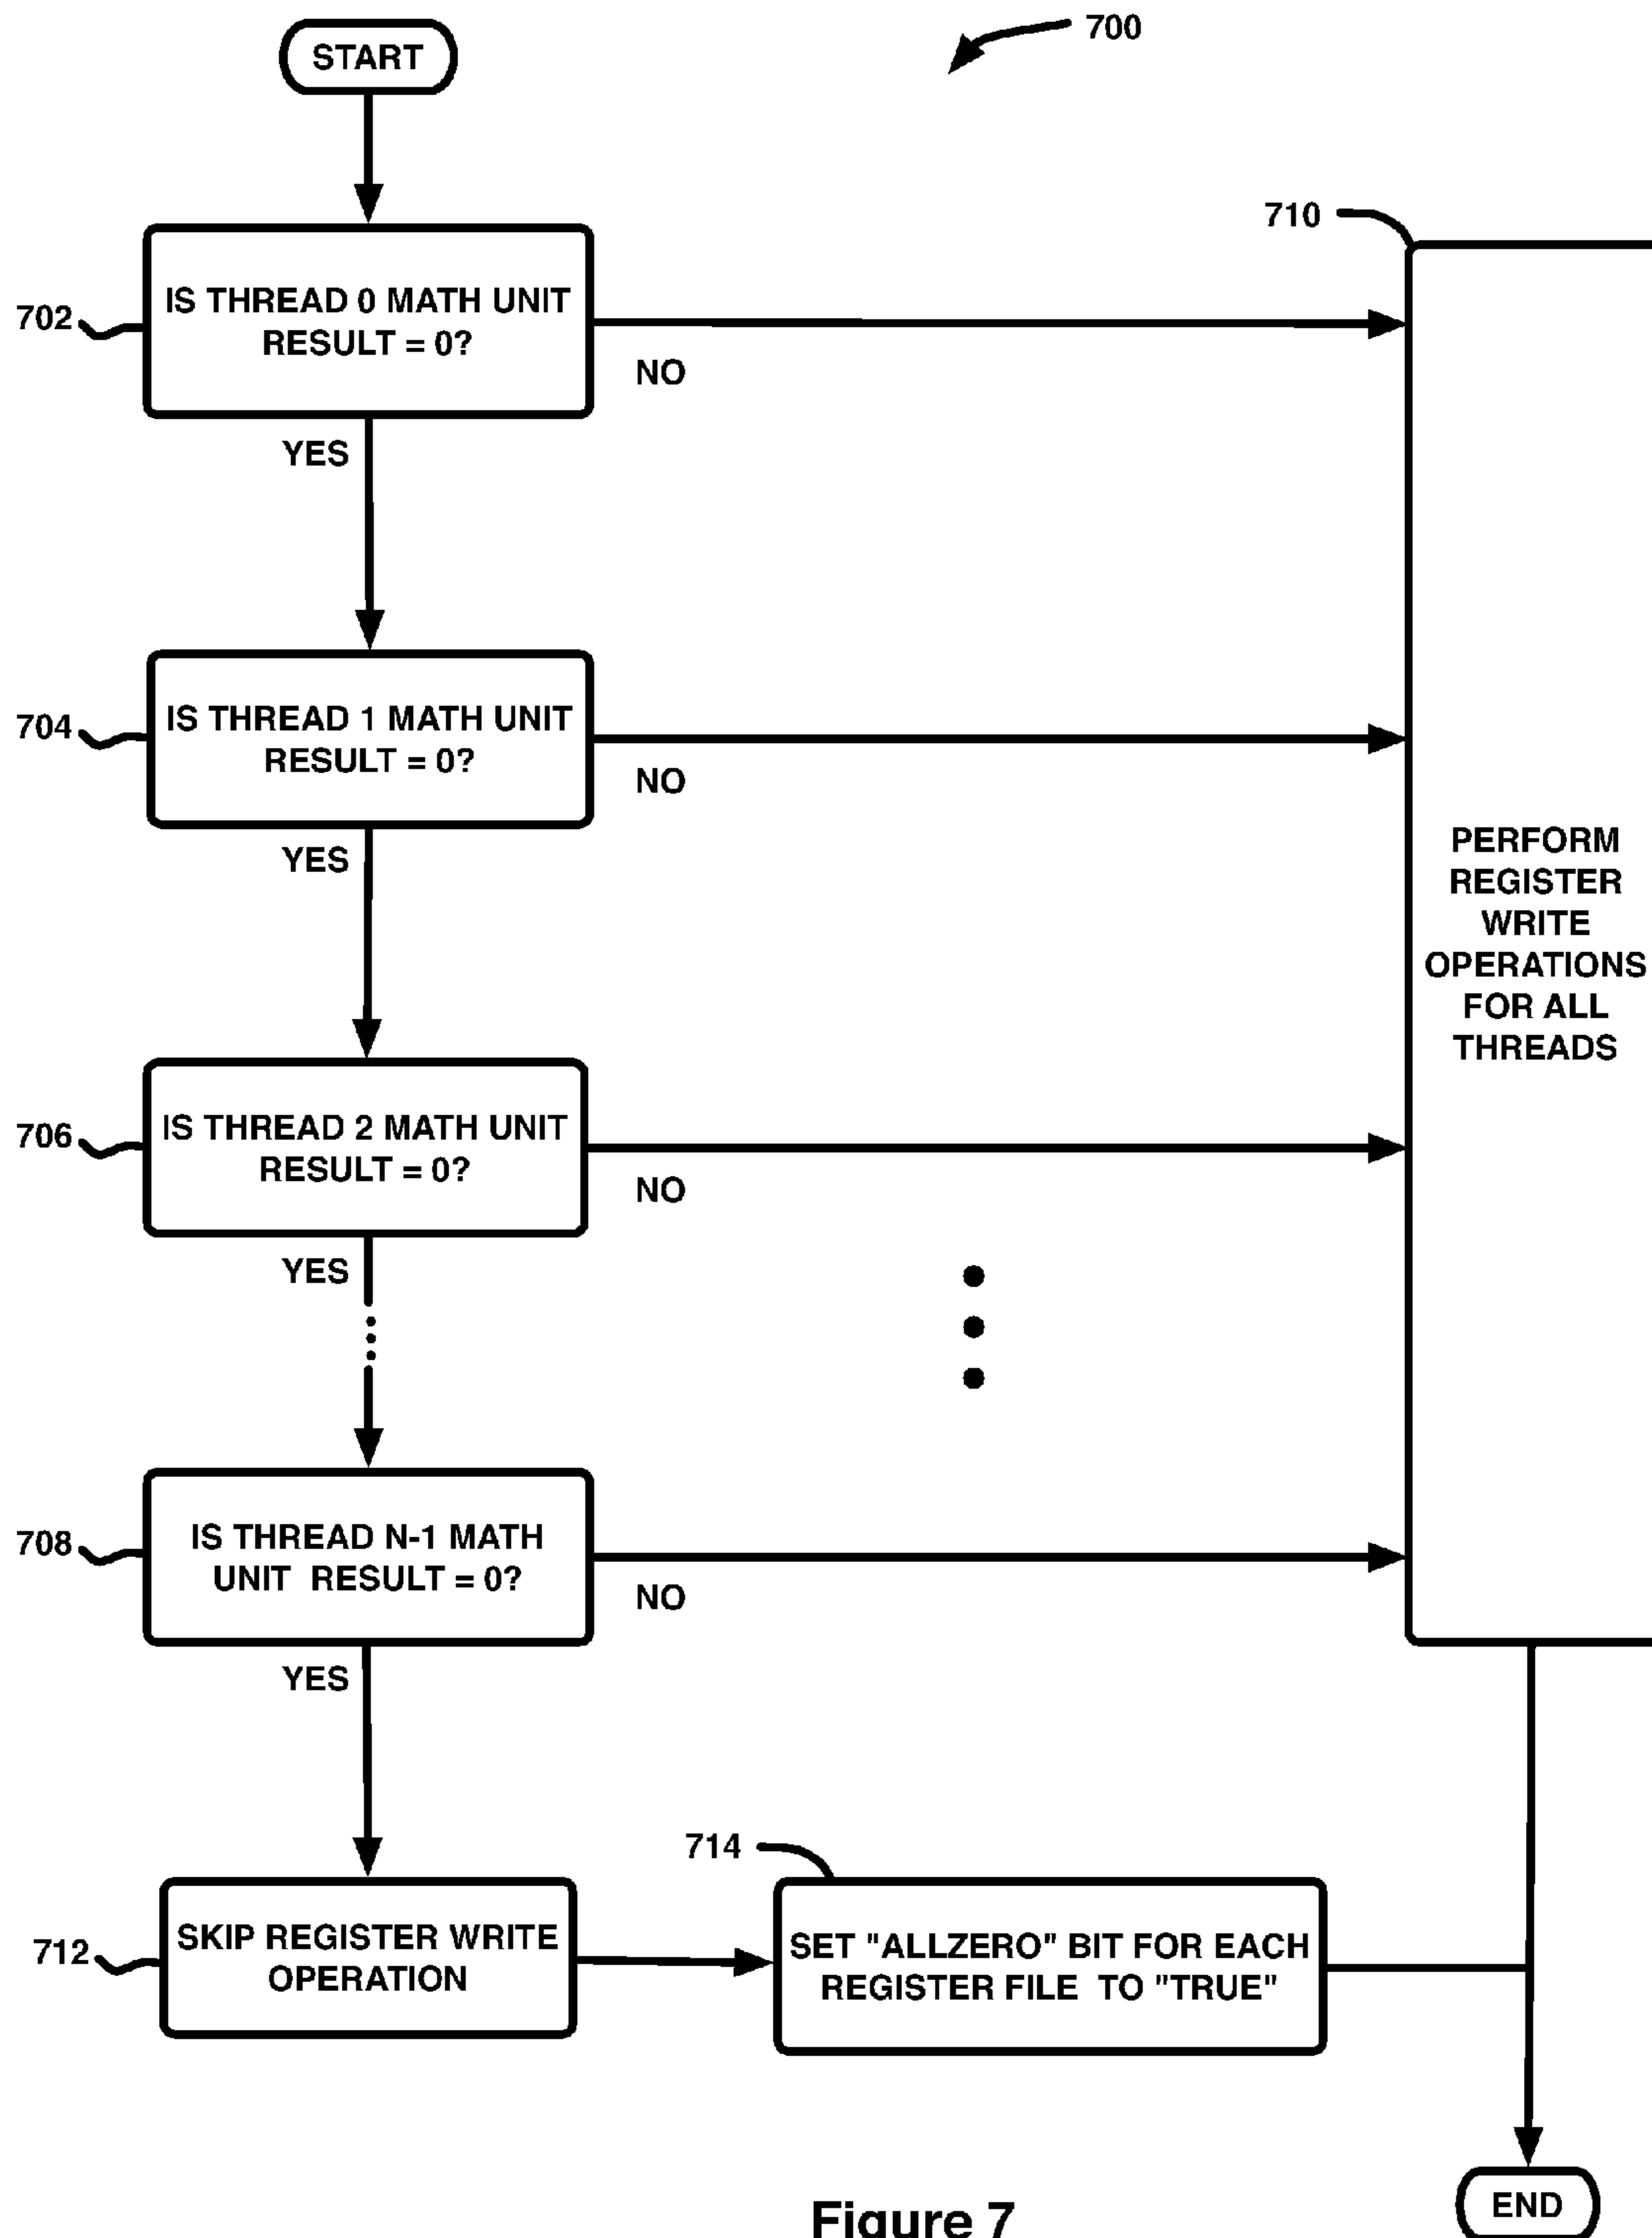 START
700
710
702
IS THREAD 0 MATH UNIT
RESULT = 0?
NO
YES
704
IS THREAD 1 MATH UNIT
RESULT = 0?
NO
YES
PERFORM
REGISTER
WRITE
OPERATIONS
FOR ALL
THREADS
706
IS THREAD 2 MATH UNIT
RESULT = 0?
NO
YES
708
IS THREAD N-1 MATH
UNIT RESULT = 0?
NO
YES
712
SKIP REGISTER WRITE
OPERATION
714
SET "ALLZERO" BIT FOR EACH
REGISTER FILE TO "TRUE"
END
Figure 7